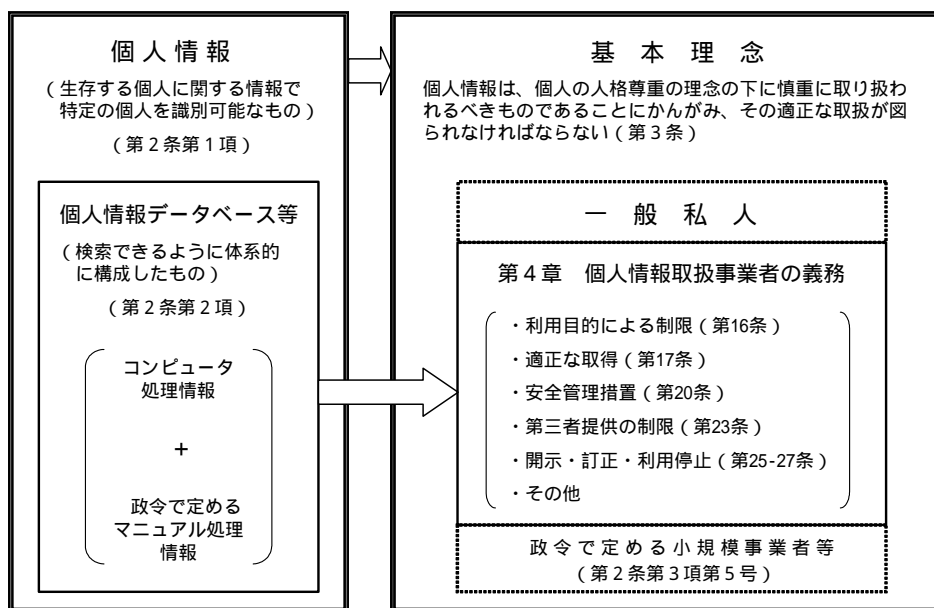 個人情報
（生存する個人に関する情報で
特定の個人を識別可能なもの）
（第２条第１項）
個人情報データベース等
（検索できるように体系的
に構成したもの）
（第２条第２項）
コンピュータ
処理情報
+
政令で定める
マニュアル処理
情報
基本理念
個人情報は、個人の人格尊重の理念の下に慎重に取り扱わ
れるべきものであることにかんがみ、その適正な取扱が図
られなければならない（第３条）
一般私人
第４章　個人情報取扱事業者の義務
・利用目的による制限（第16条）
・適正な取得（第17条）
・安全管理措置（第20条）
・第三者提供の制限（第23条）
・開示・訂正・利用停止（第25-27条）
・その他
政令で定める小規模事業者等
（第２条第３項第５号）